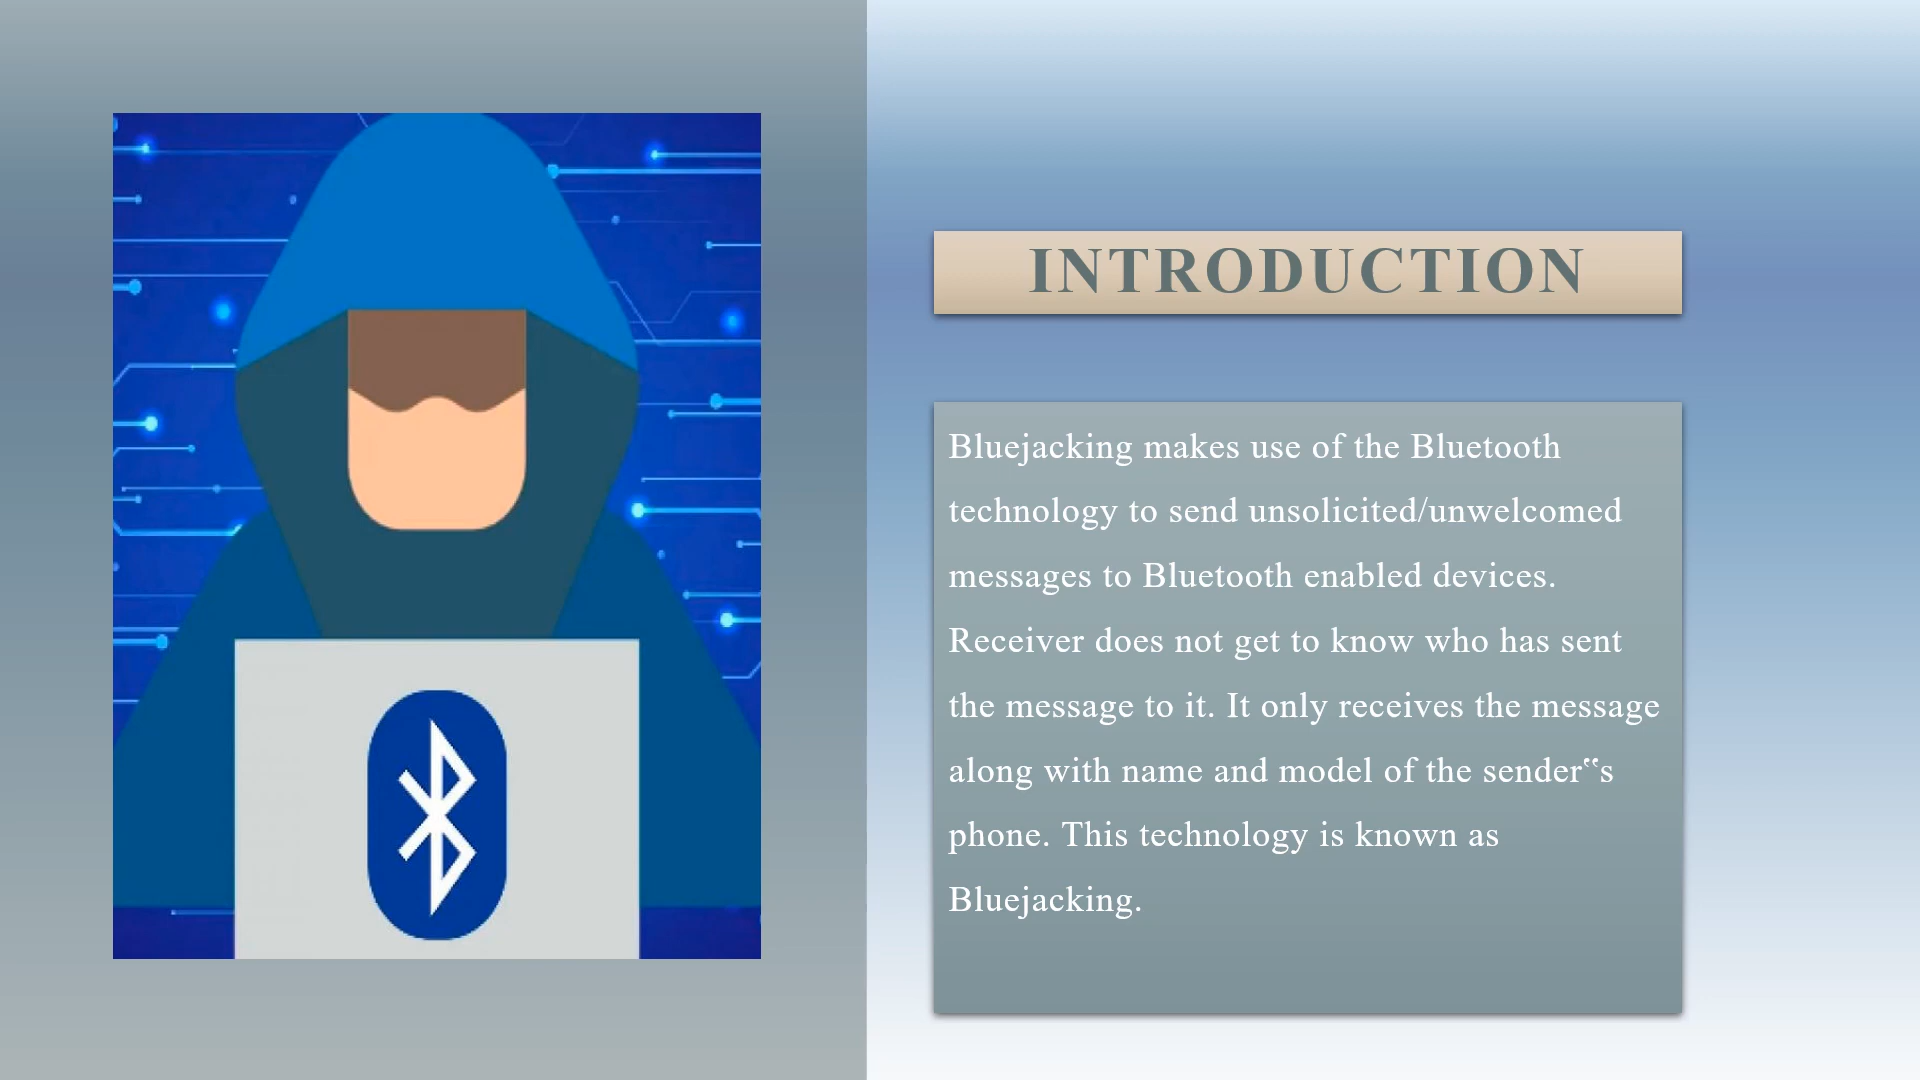 INTRODUCTION
Bluejacking makes use of the Bluetooth
technology to send unsolicited/unwelcomed
messages to Bluetooth enabled devices.
Receiver does not get to know who has sent
the message to it. It only receives the message
along with name and model of the sender‟s
phone. This technology is known as
Bluejacking.